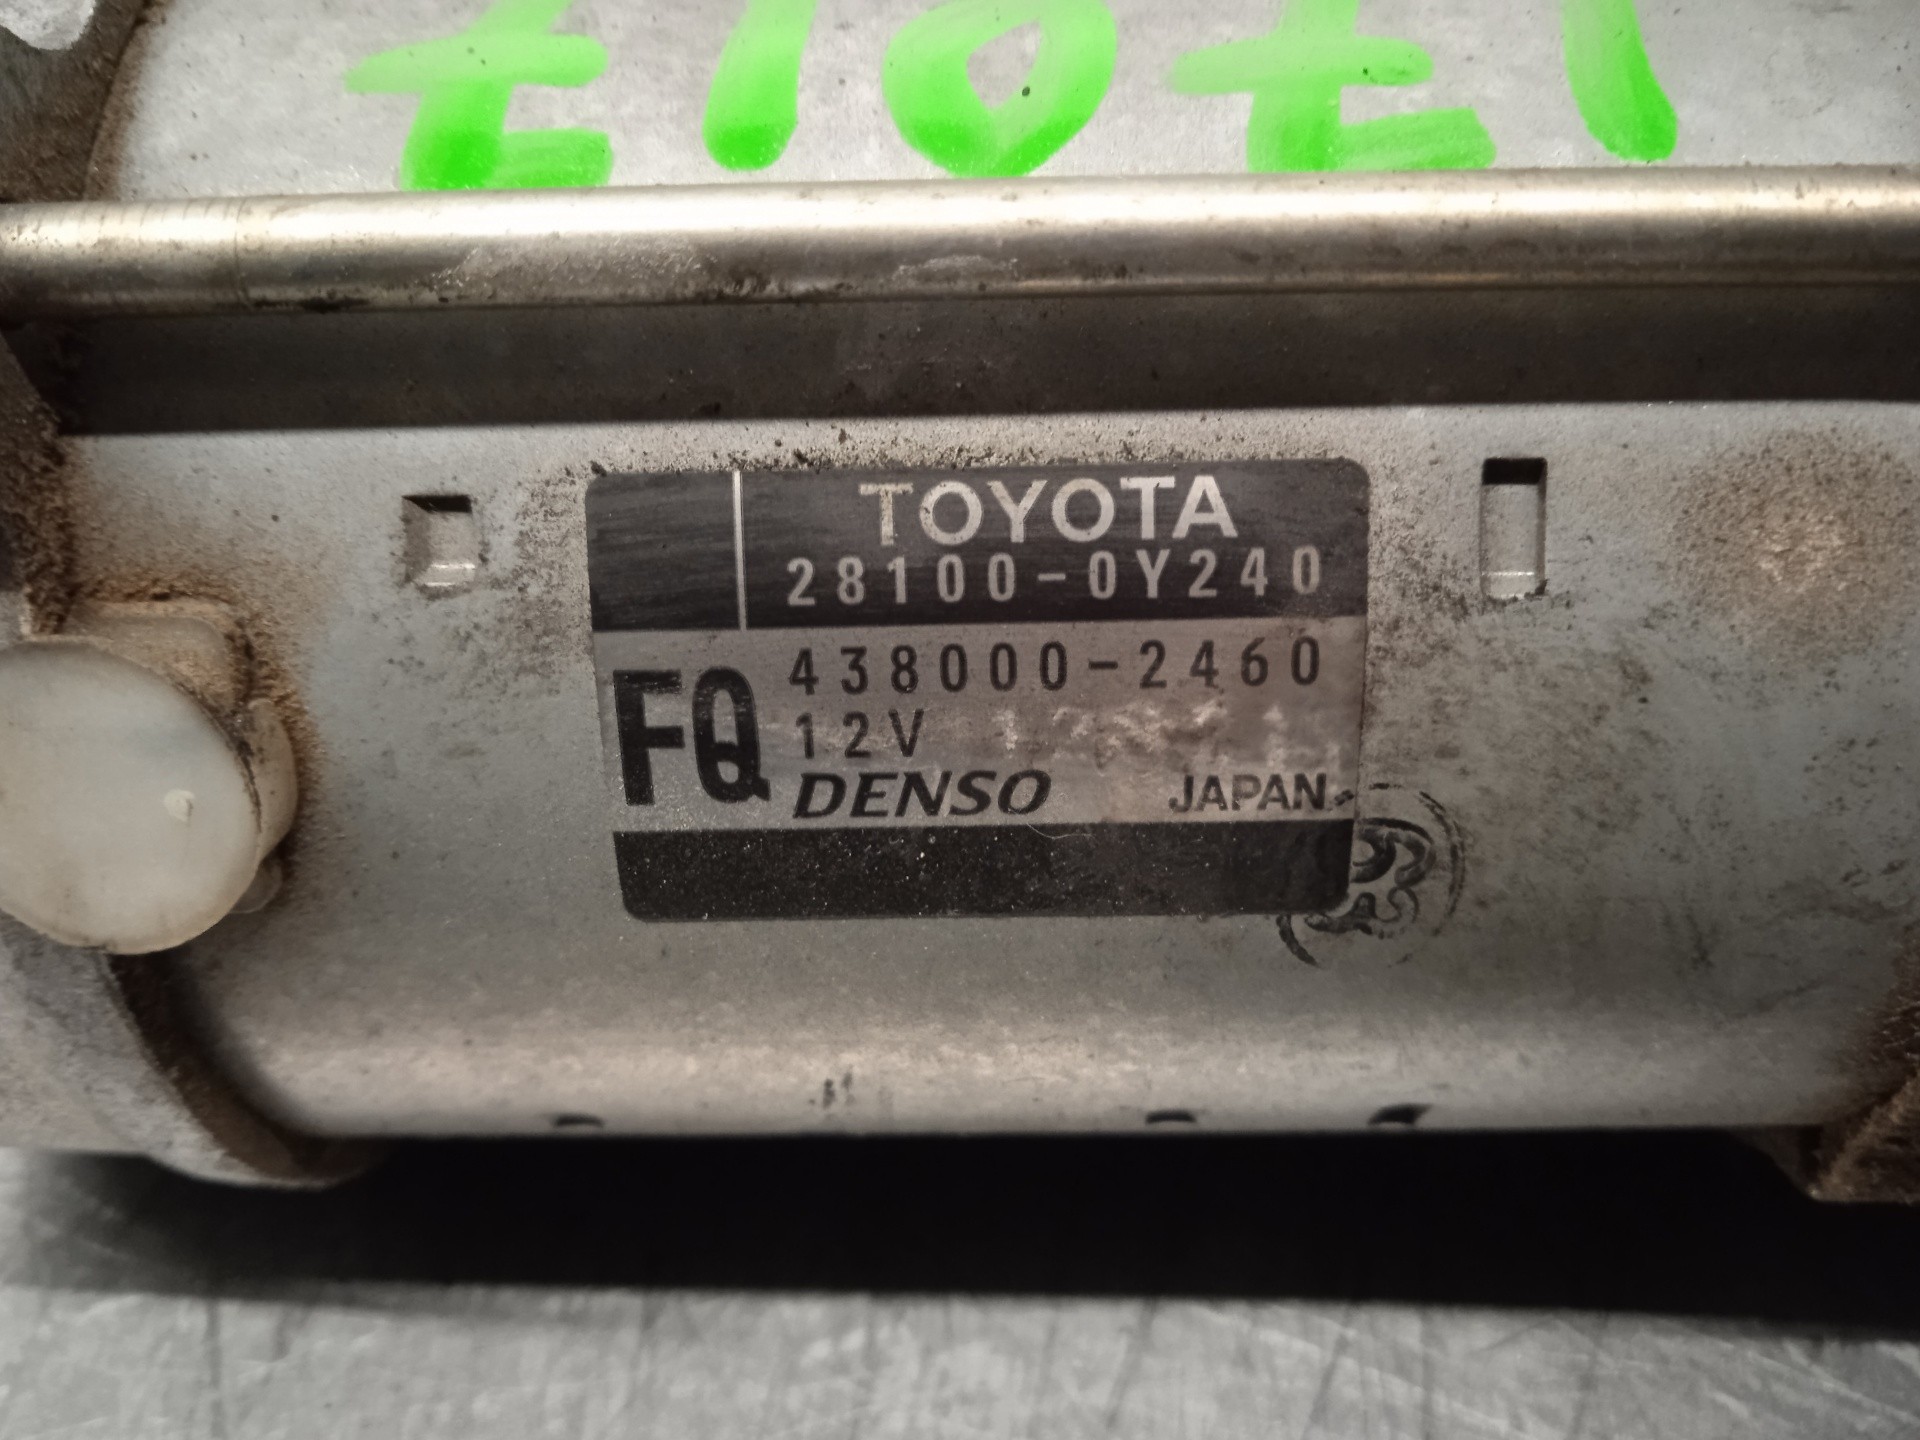 TOYOTA
28100-0Y240
438000-2460
FQ
12V
DENSO JAPAN